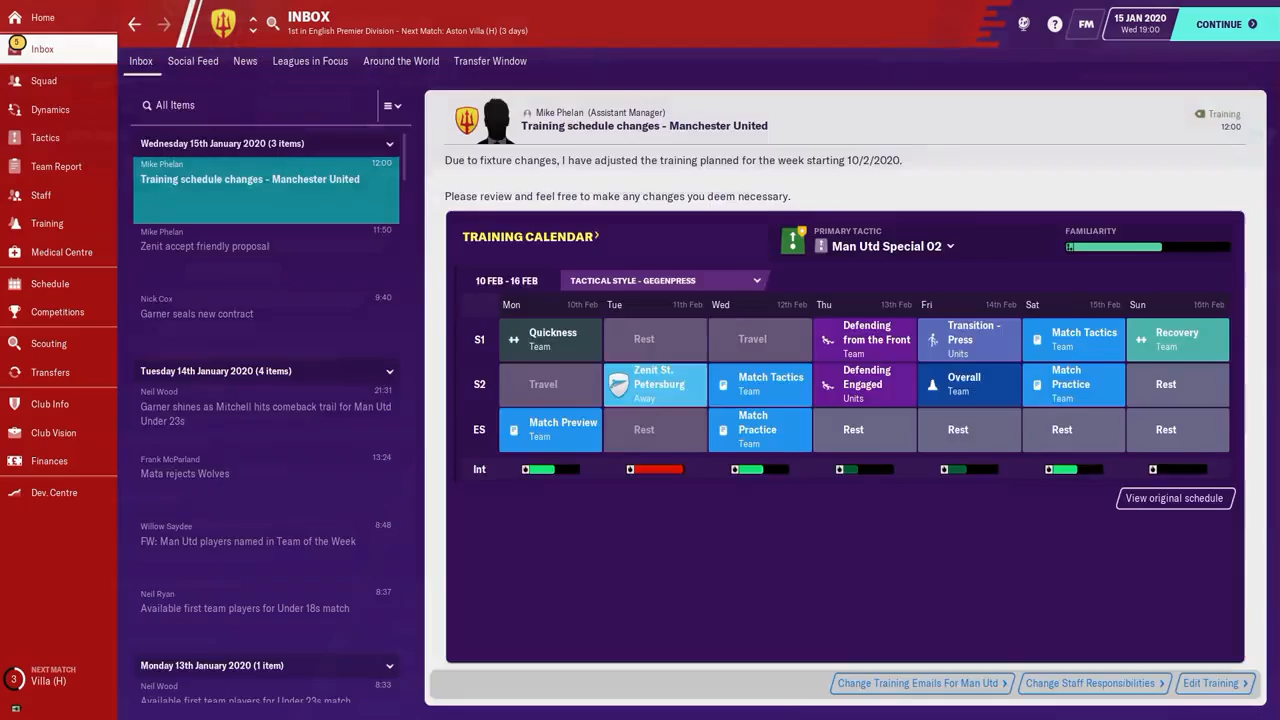 Home
5
Inbox
Squad
Dynamics
Tactics
Team Report
Staff
Training
Medical Centre
Schedule
Competitions
Scouting
Transfers
Club Info
Club Vision
Finances
Dev. Centre
3
NEXT MATCH
Villa (H)
INBOX
1st in English Premier Division - Next Match: Aston Villa (H) (3 days)
?
FM
15 JAN 2020
Wed 19:00
CONTINUE
Inbox
Social Feed
News
Leagues in Focus
Around the World
Transfer Window
All Items
Wednesday 15th January 2020 (3 items)
Mike Phelan 12:00
Training schedule changes - Manchester United
Mike Phelan 11:50
Zenit accept friendly proposal
Nick Cox 9:40
Garner seals new contract
Tuesday 14th January 2020 (4 items)
Neil Wood 21:31
Garner shines as Mitchell hits comeback trail for Man Utd
Under 23s
Frank McParland 13:24
Mata rejects Wolves
Willow Saydee 8:48
FW: Man Utd players named in Team of the Week
Neil Ryan 8:37
Available first team players for Under 18s match
Monday 13th January 2020 (1 item)
Neil Wood 8:33
Available first team players for Under 23s match
Mike Phelan (Assistant Manager)
Training schedule changes - Manchester United
Training
12:00
Due to fixture changes, I have adjusted the training planned for the week starting 10/2/2020.
Please review and feel free to make any changes you deem necessary.
TRAINING CALENDAR
PRIMARY TACTIC
Man Utd Special 02
FAMILIARITY
10 FEB - 16 FEB
TACTICAL STYLE - GEGENPRESS
Mon 10th Feb Tue 11th Feb Wed 12th Feb Thu 13th Feb Fri 14th Feb Sat 15th Feb Sun 16th Feb
S1
Quickness
Team
Rest
Travel
Defending
from the Front
Team
Transition -
Press
Units
Match Tactics
Team
Recovery
Team
S2
Travel
Zenit St.
Petersburg
Away
Match Tactics
Team
Defending
Engaged
Units
Overall
Team
Match
Practice
Team
Rest
ES
Match Preview
Team
Rest
Match
Practice
Team
Rest
Rest
Rest
Rest
Int
View original schedule
Change Training Emails For Man Utd
Change Staff Responsibilities
Edit Training